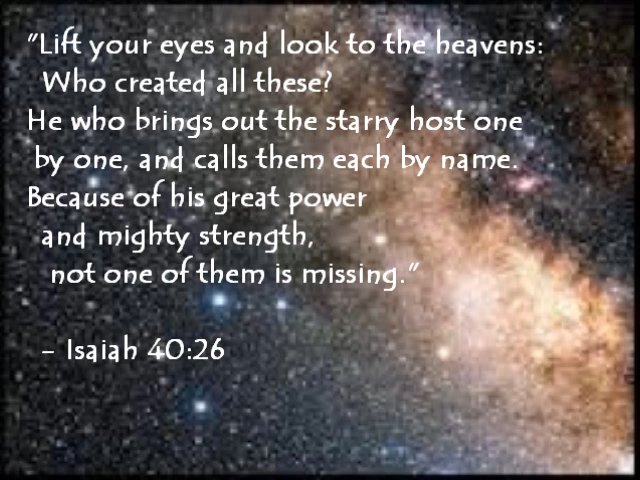 "Lift your eyes and look to the heavens:
Who created all these?
He who brings out the starry host one
by one, and calls them each by name.
Because of his great power
and mighty strength,
not one of them is missing."
- Isaiah 40:26